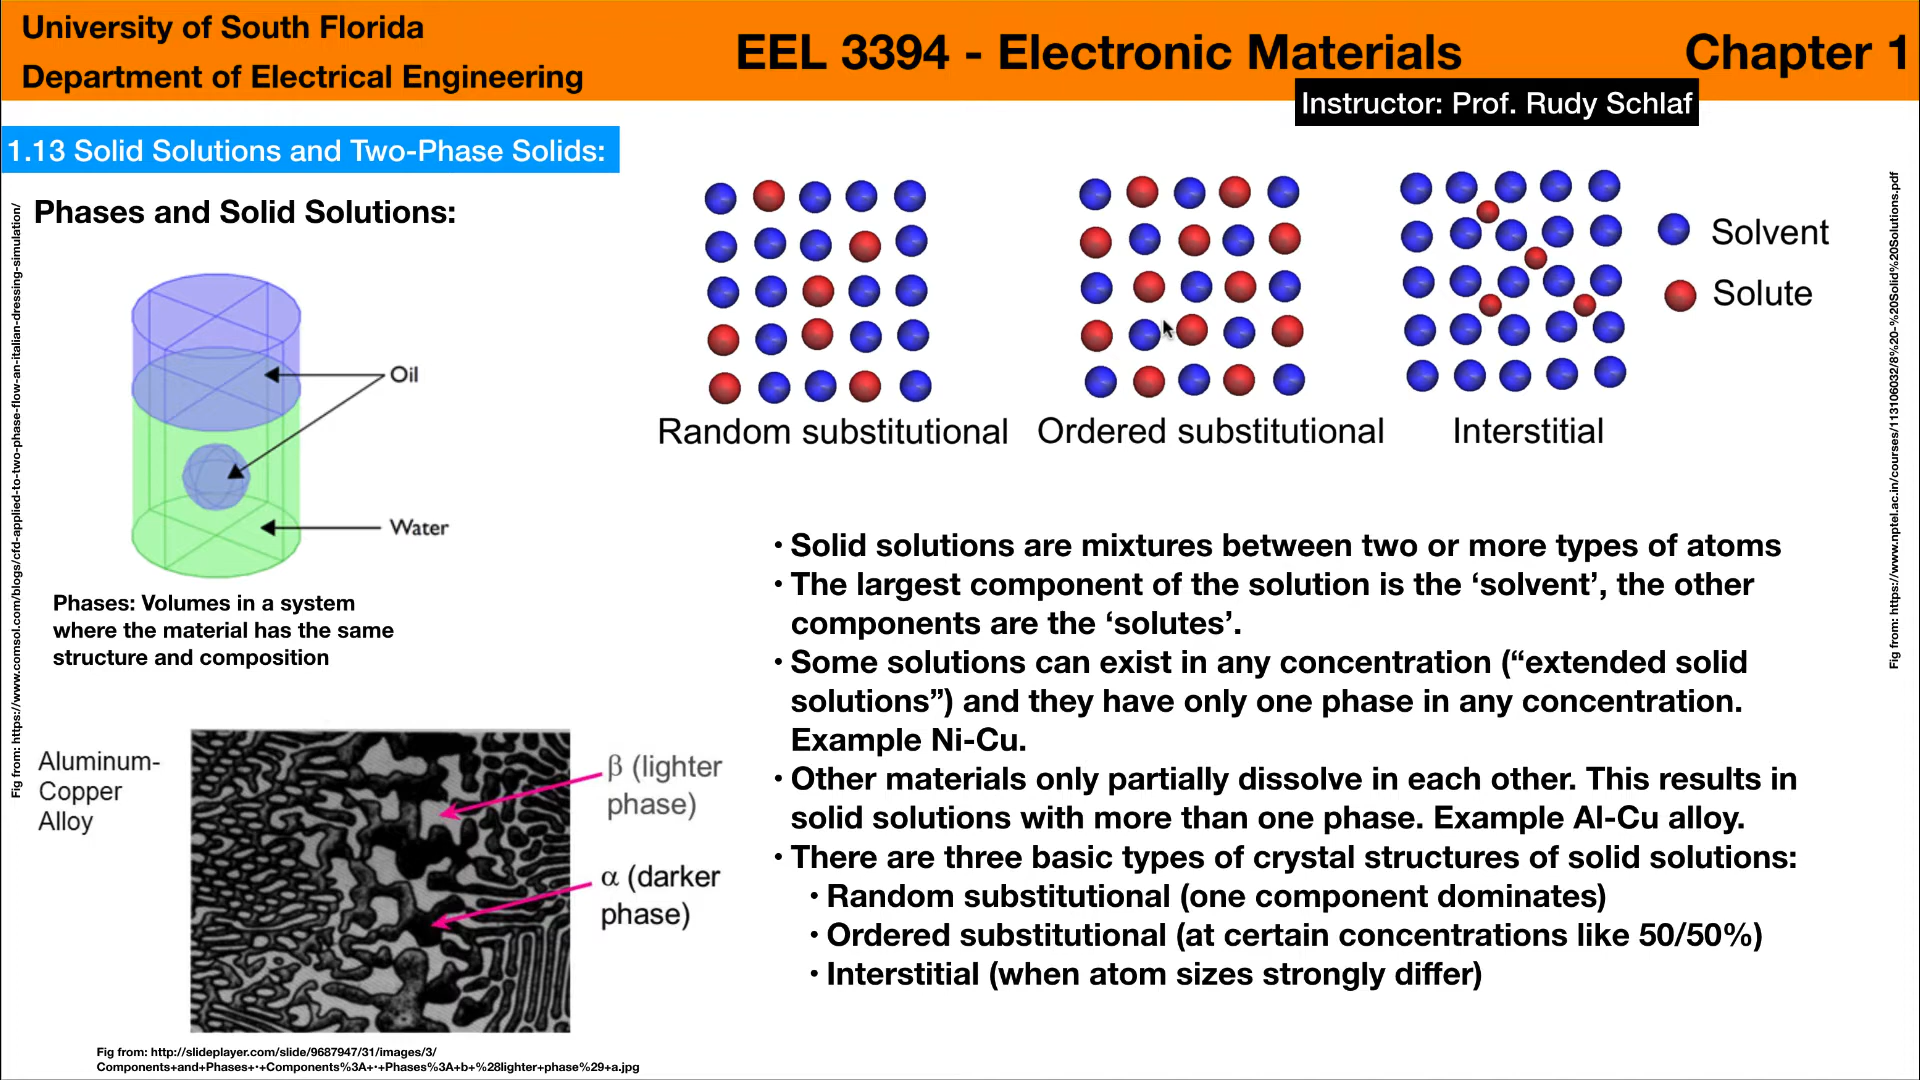 University of South Florida
Department of Electrical Engineering
EEL 3394 - Electronic Materials
Chapter 1
Instructor: Prof. Rudy Schlaf
1.13 Solid Solutions and Two-Phase Solids:
Phases and Solid Solutions:
Oil
Water
Phases: Volumes in a system
where the material has the same
structure and composition
Fig from: https://www.comsol.com/blogs/cfd-applied-to-two-phase-flow-an-italian-dressing-simulation/
Aluminum-
Copper
Alloy
β (lighter
phase)
α (darker
phase)
Fig from: http://slideplayer.com/slide/9687947/31/images/3/
Components+and+Phases+•+Components%3A+•+Phases%3A+b+%28lighter+phase%29+a.jpg
Random substitutional
Ordered substitutional
Interstitial
Solvent
Solute
Fig from: https://www.nptel.ac.in/courses/113106032/8%20-%20Solid%20Solutions.pdf
• Solid solutions are mixtures between two or more types of atoms
• The largest component of the solution is the ‘solvent’, the other
components are the ‘solutes’.
• Some solutions can exist in any concentration (“extended solid
solutions”) and they have only one phase in any concentration.
Example Ni-Cu.
• Other materials only partially dissolve in each other. This results in
solid solutions with more than one phase. Example Al-Cu alloy.
• There are three basic types of crystal structures of solid solutions:
• Random substitutional (one component dominates)
• Ordered substitutional (at certain concentrations like 50/50%)
• Interstitial (when atom sizes strongly differ)